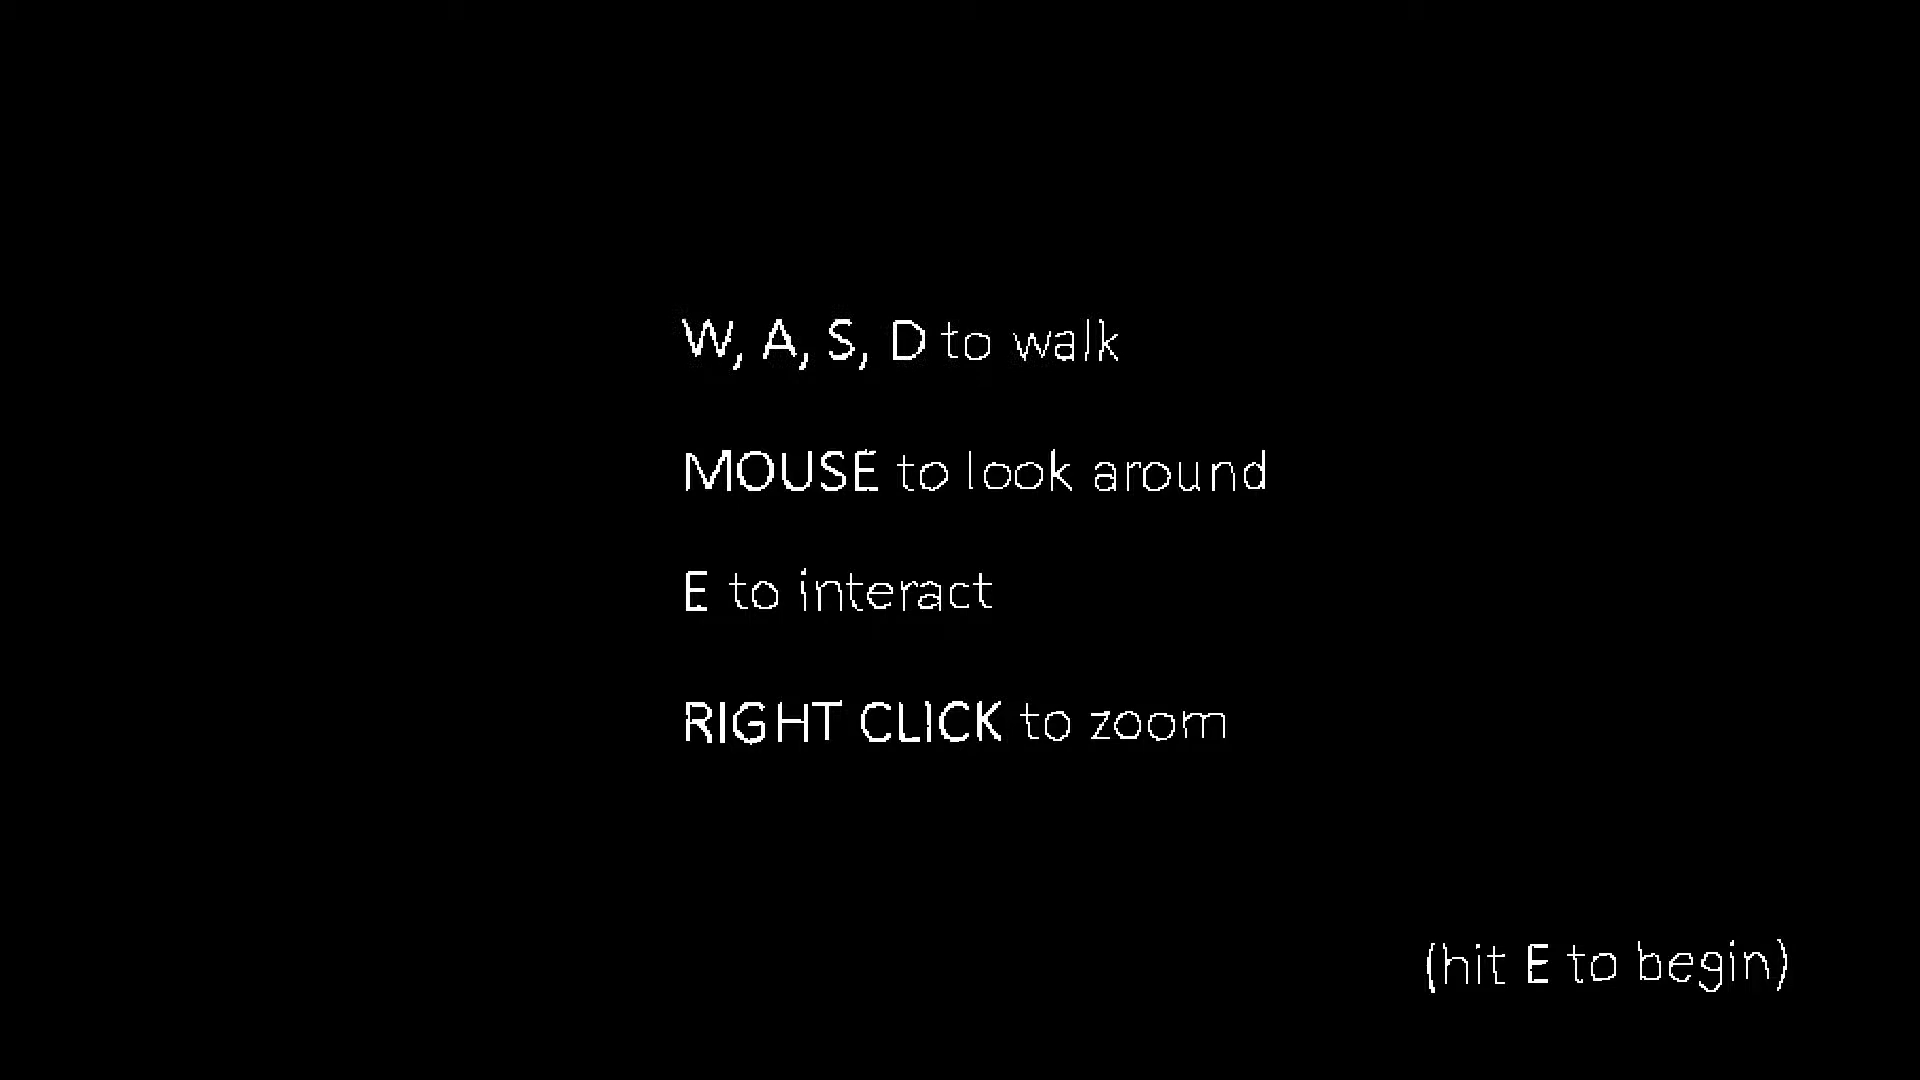 W, A, S, D to walk
MOUSE to look around
E to interact
RIGHT CLICK to zoom
(hit E to begin)